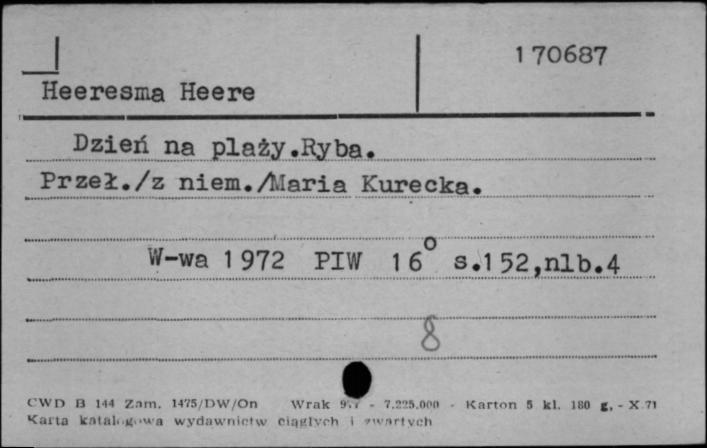 170687
Heeresma Heere
Dzień na plaży.Ryba.
Przeł./z niem./Maria Kurecka.
W-wa 1972 PIW 16° s.152,nlb.4
8
CWD B 144 Zam. 1475/DW/On Wrak - 7.225.000 - Karton 5 kl. 180 g. - X.71
Karta katalogowa wydawnictw ciągłych i zwartych